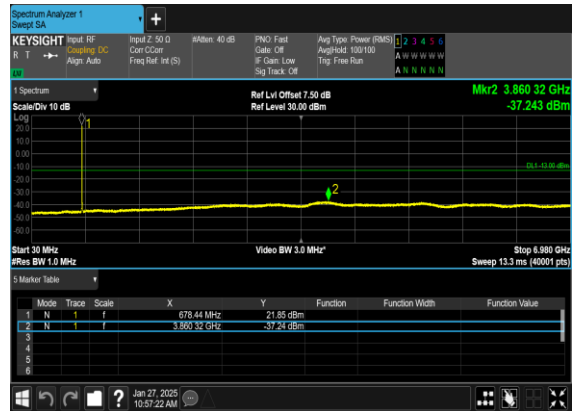 Spectrum Analyzer 1
Swept SA
+
KEYSIGHT Input: RF Input Z: 50 Ω #Atten: 40 dB PNO: Fast Avg Type: Power (RMS) 1 2 3 4 5 6
R T Coupling: DC Corr CCorr Gate: Off Avg|Hold: 100/100 A W W W W W
Align: Auto Freq Ref: Int (S) IF Gain: Low Trig: Free Run
Sig Track: Off A N N N N N
1 Spectrum Ref Lvl Offset 7.50 dB Mkr2 3.860 32 GHz
Scale/Div 10 dB Ref Level 30.00 dBm -37.243 dBm
Log
1
20.0
10.0
0.00
-10.0
DL1 -13.00 dBm
-20.0
-30.0
2
-40.0
-50.0
-60.0
Start 30 MHz Video BW 3.0 MHz* Stop 6.980 GHz
#Res BW 1.0 MHz Sweep 13.3 ms (40001 pts)
5 Marker Table
Mode Trace Scale X Y Function Function Width Function Value
1 N 1 f 678.44 MHz 21.85 dBm
2 N 1 f 3.860 32 GHz -37.24 dBm
3
4
5
6
? Jan 27, 2025
10:57:22 AM